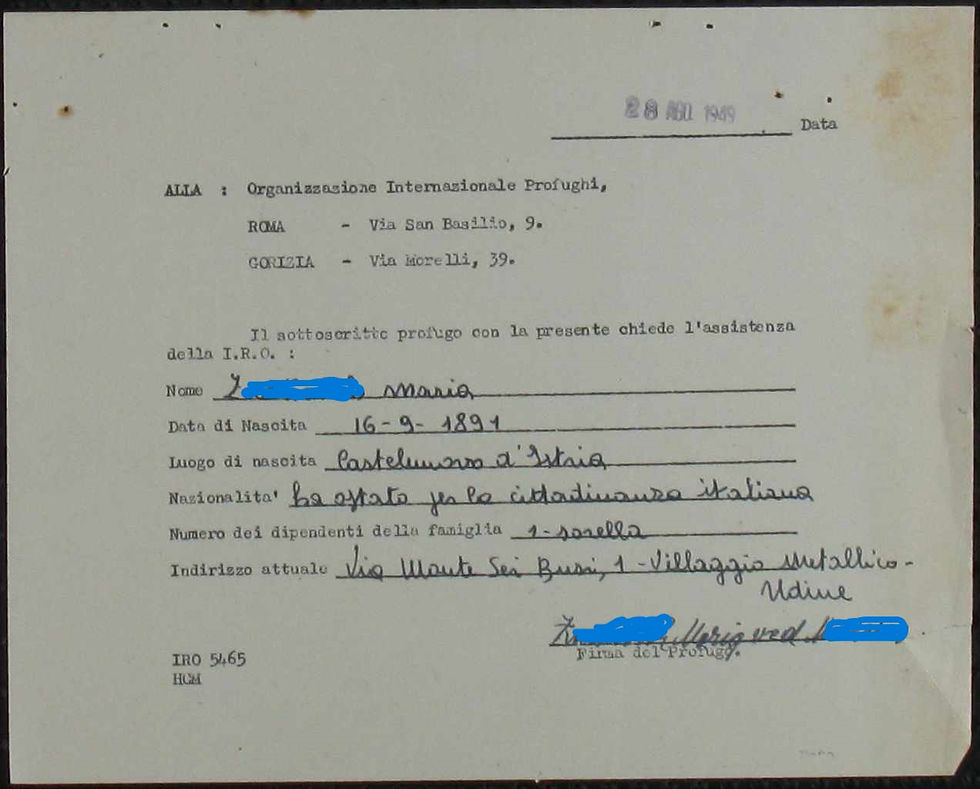 28 AGO 1949
Data
ALLA : Organizzazione Internazionale Profughi,
ROMA - Via San Basilio, 9.
GORIZIA - Via Morelli, 39.
Il sottoscritto profugo con la presente chiede l'assistenza
della I.R.O. :
Nome Maria
Data di Nascita 16-9-1891
Luogo di nascita Castelnuovo d'Istria
Nazionalita' ha optato per la cittadinanza italiana
Numero dei dipendenti della famiglia 1-sorella
Indirizzo attuale Via Monte Sei Busi, 1-Villaggio Metallico-
Udine
Maria ved.
Firma del Profugo.
IRO 5465
HGM